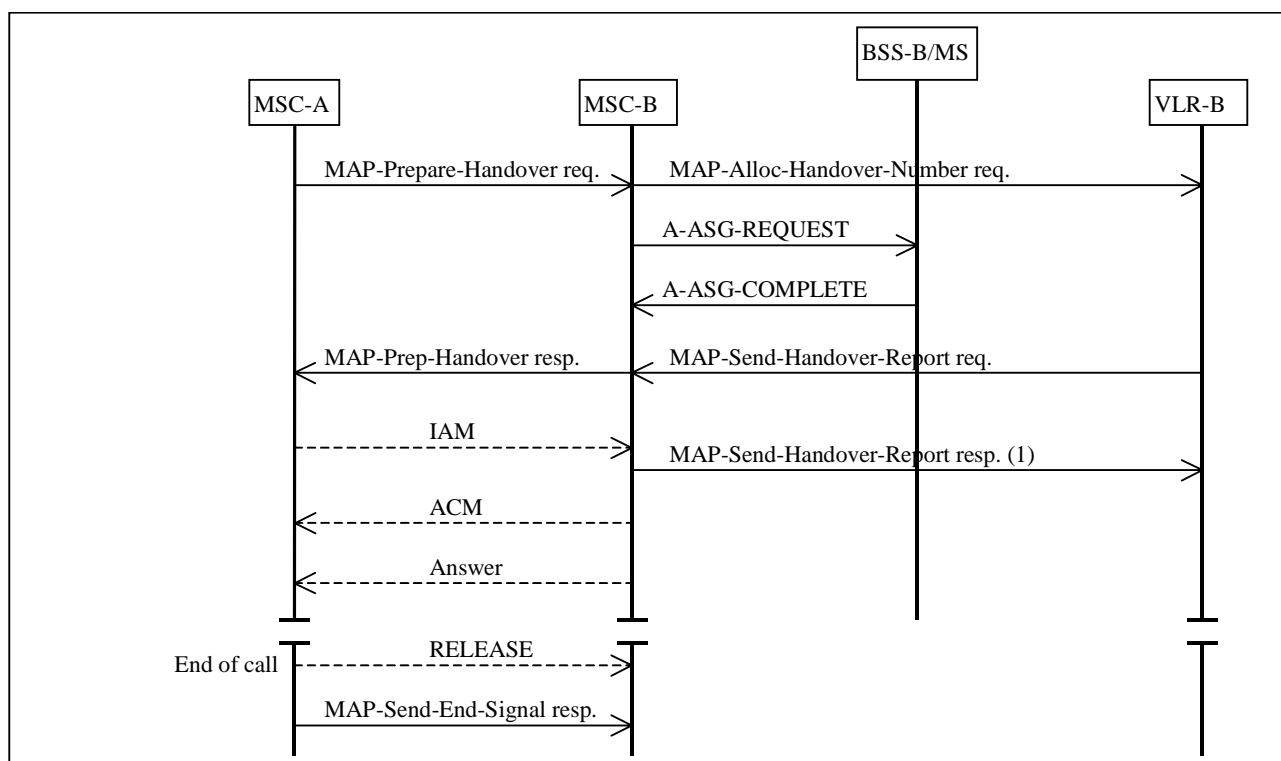 BSS-B/MS
MSC-A
MSC-B
VLR-B
MAP-Prepare-Handover req.
MAP-Alloc-Handover-Number req.
A-ASG-REQUEST
A-ASG-COMPLETE
MAP-Prep-Handover resp.
MAP-Send-Handover-Report req.
IAM
MAP-Send-Handover-Report resp. (1)
ACM
Answer
RELEASE
End of call
MAP-Send-End-Signal resp.